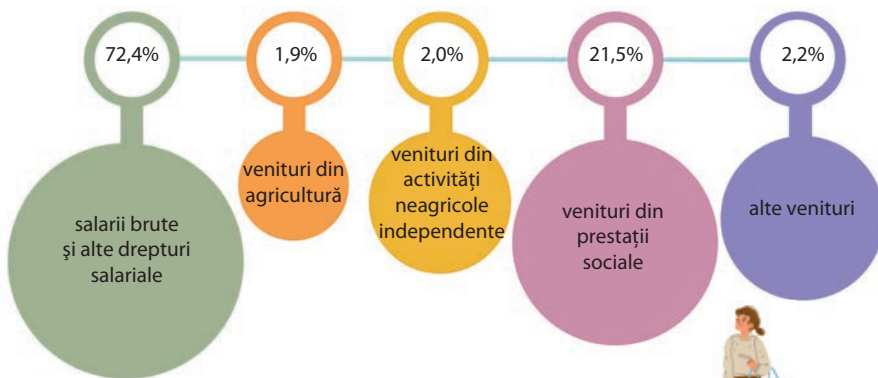 72,4%
1,9%
2,0%
21,5%
2,2%
salarii brute
şi alte drepturi
salariale
venituri din
agricultură
venituri din
activități
neagricole
independente
venituri din
prestații
sociale
alte venituri